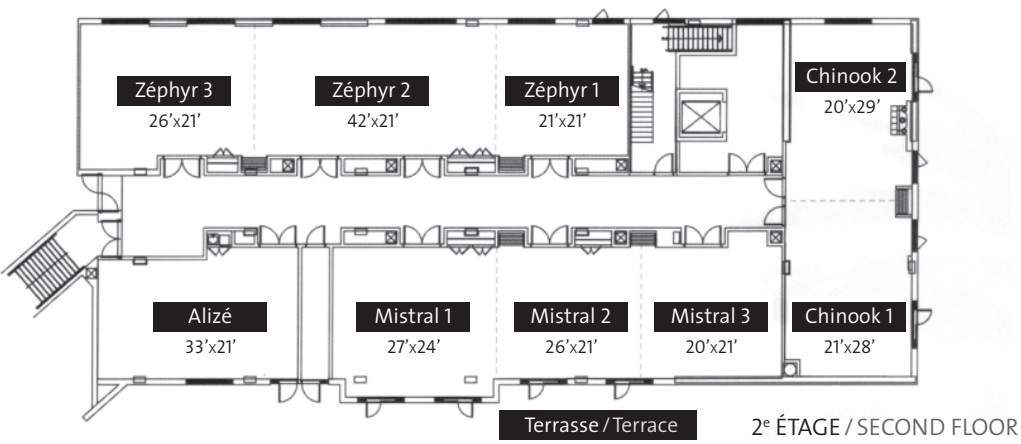 Zéphyr 3
26’x21’
Zéphyr 2
42’x21’
Zéphyr 1
21’x21’
Chinook 2
20’x29’
Alizé
33’x21’
Mistral 1
27’x24’
Mistral 2
26’x21’
Mistral 3
20’x21’
Chinook 1
21’x28’
Terrasse / Terrace
2e ÉTAGE / SECOND FLOOR